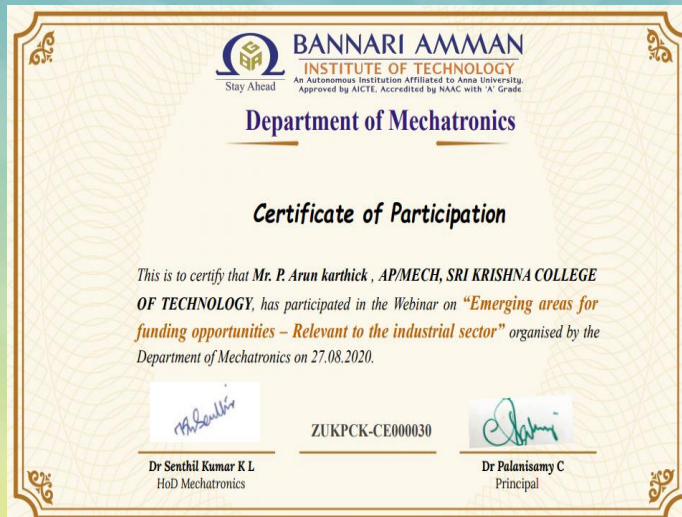 BANNARI AMMAN
INSTITUTE OF TECHNOLOGY
An Autonomous Institution Affiliated to Anna University,
Approved by AICTE, Accredited by NAAC with 'A' Grade
Stay Ahead
Department of Mechatronics
Certificate of Participation
This is to certify that Mr. P. Arun karthick , AP/MECH, SRI KRISHNA COLLEGE
OF TECHNOLOGY, has participated in the Webinar on “Emerging areas for
funding opportunities – Relevant to the industrial sector” organised by the
Department of Mechatronics on 27.08.2020.
ZUKPCK-CE000030
Dr Senthil Kumar K L
HoD Mechatronics
Dr Palanisamy C
Principal